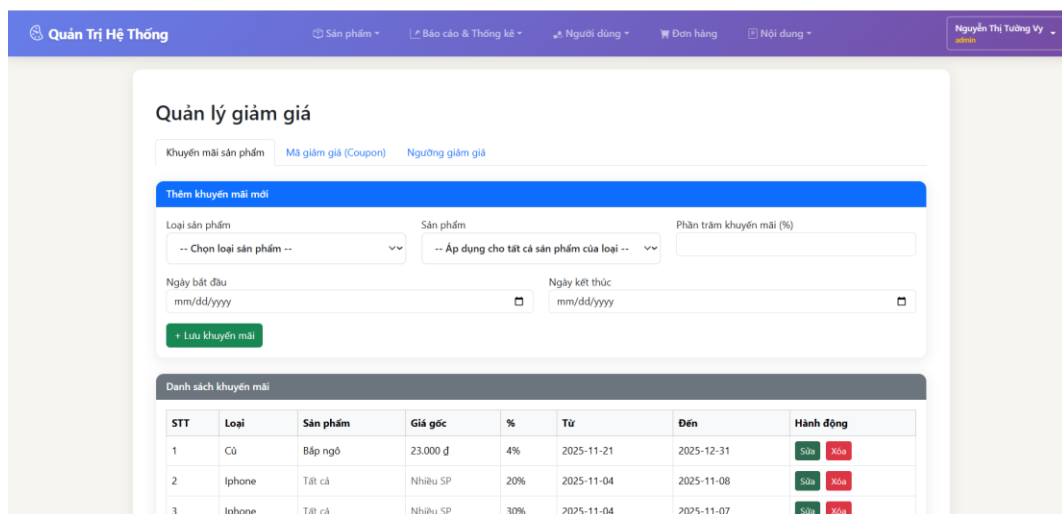 Quản Trị Hệ Thống
Sản phẩm
Báo cáo & Thống kê
Người dùng
Đơn hàng
Nội dung
Nguyễn Thị Tường Vy
admin
Quản lý giảm giá
Khuyến mãi sản phẩm
Mã giảm giá (Coupon)
Ngưỡng giảm giá
Thêm khuyến mãi mới
Loại sản phẩm
Sản phẩm
Phần trăm khuyến mãi (%)
-- Chọn loại sản phẩm --
-- Áp dụng cho tất cả sản phẩm của loại --
Ngày bắt đầu
Ngày kết thúc
mm/dd/yyyy
mm/dd/yyyy
+ Lưu khuyến mãi
Danh sách khuyến mãi
STT Loại Sản phẩm Giá gốc % Từ Đến Hành động
1 Củ Bắp ngô 23.000 ₫ 4% 2025-11-21 2025-12-31 Sửa Xóa
2 Iphone Tất cả Nhiều SP 20% 2025-11-04 2025-11-08 Sửa Xóa
3 Iphone Tất cả Nhiều SP 30% 2025-11-04 2025-11-07 Sửa Xóa